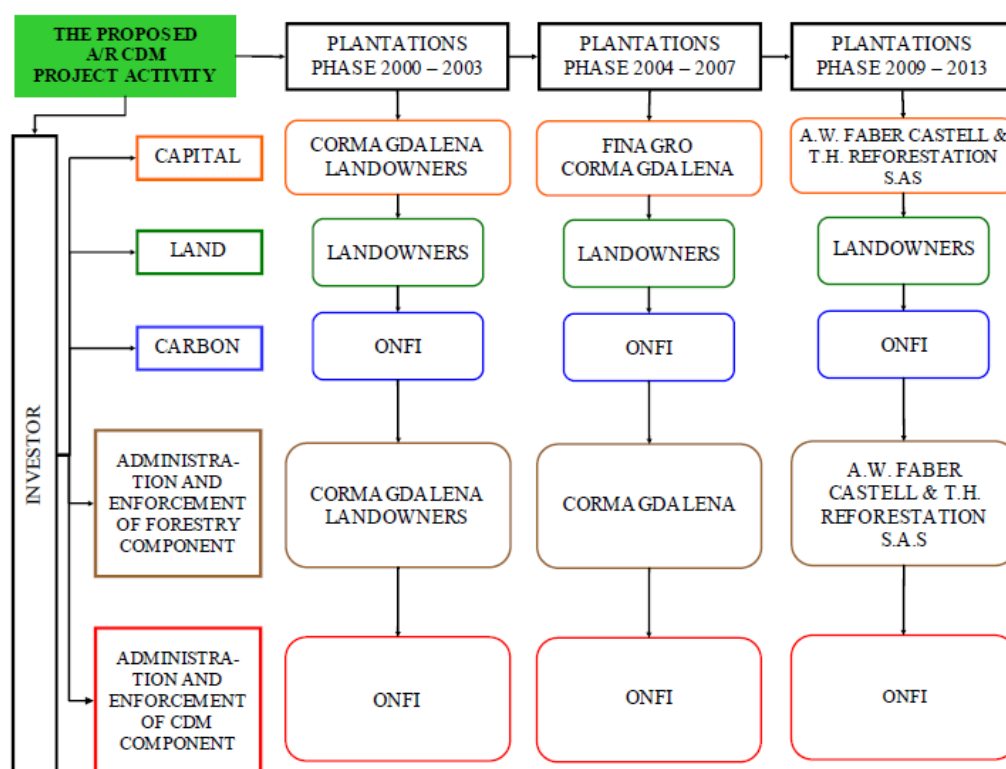 THE PROPOSED
A/R CDM
PROJECT ACTIVITY
PLANTATIONS
PHASE 2000 – 2003
PLANTATIONS
PHASE 2004 – 2007
PLANTATIONS
PHASE 2009 – 2013
INVESTOR
CAPITAL
CORMAGDALENA
LANDOWNERS
FINAGRO
CORMAGDALENA
A.W. FABER CASTELL &
T.H. REFORESTATION
S.AS
LAND
LANDOWNERS
LANDOWNERS
LANDOWNERS
CARBON
ONFI
ONFI
ONFI
ADMINISTRA-
TION AND
ENFORCEMENT
OF FORESTRY
COMPONENT
CORMAGDALENA
LANDOWNERS
CORMAGDALENA
A.W. FABER
CASTELL & T.H.
REFORESTATION
S.A.S
ADMINISTRA-
TION AND
ENFORCEMENT
OF CDM
COMPONENT
ONFI
ONFI
ONFI